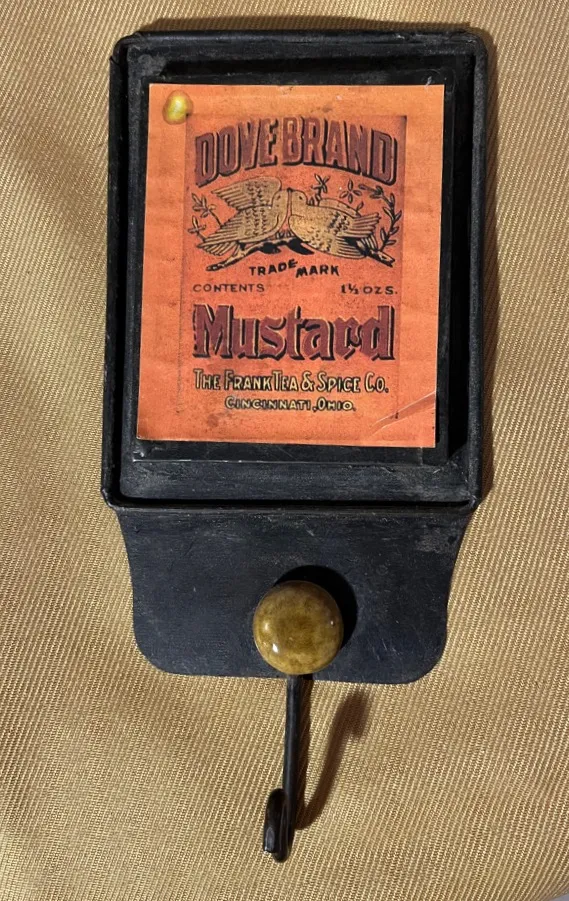 DOVE BRAND
TRADE MARK
CONTENTS 1½ OZS.
Mustard
THE FRANK TEA & SPICE CO.
CINCINNATI, OHIO.